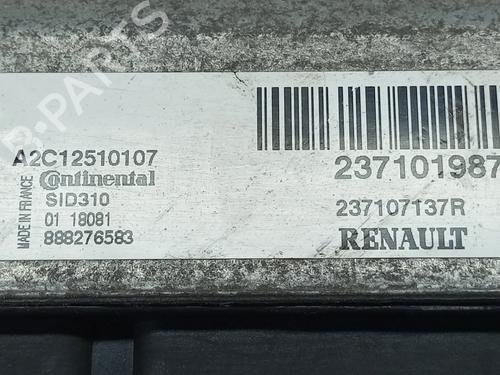 A2C12510107
Continental
MADE IN FRANCE
SID310
01 18081
888276583
237101987
237107137R
RENAULT
B-PARTS